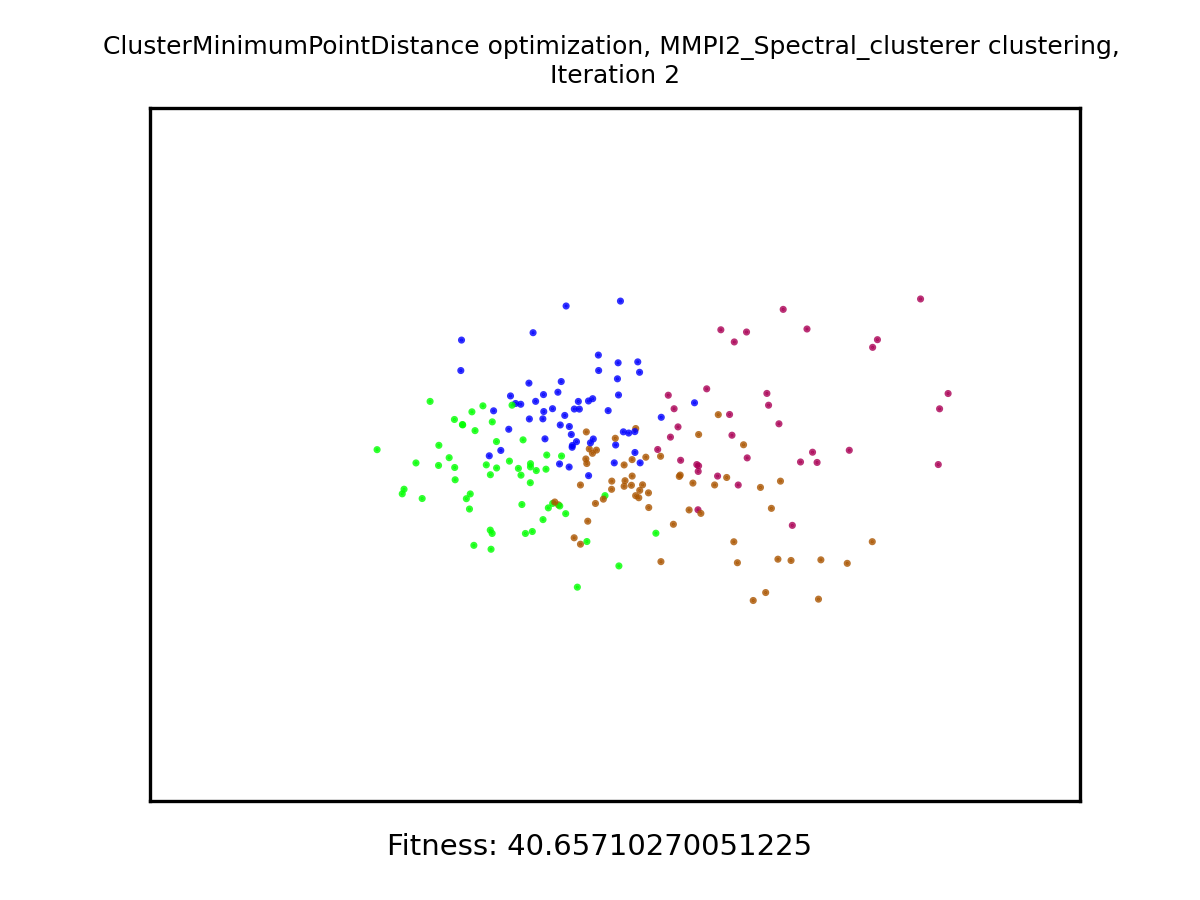 ClusterMinimumPointDistance optimization, MMPI2_Spectral_clusterer clustering,
Iteration 2
Fitness: 40.65710270051225